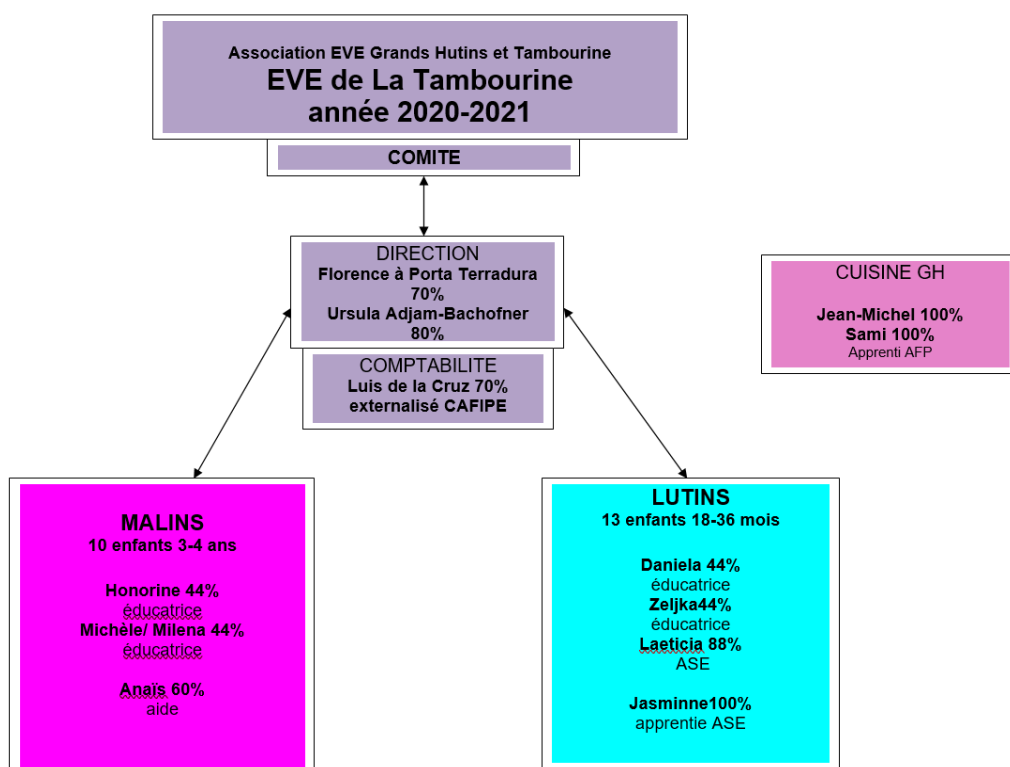 Association EVE Grands Hutins et Tambourine
EVE de La Tambourine
année 2020-2021
COMITE
DIRECTION
Florence à Porta Terradura
70%
Ursula Adjam-Bachofner
80%
COMPTABILITE
Luis de la Cruz 70%
externalisé CAFIPE
CUISINE GH
Jean-Michel 100%
Sami 100%
Apprenti AFP
MALINS
10 enfants 3-4 ans
Honorine 44%
éducatrice
Michèle/ Milena 44%
éducatrice
Anaïs 60%
aide
LUTINS
13 enfants 18-36 mois
Daniela 44%
éducatrice
Zeljka44%
éducatrice
Laeticia 88%
ASE
Jasminne100%
apprentie ASE